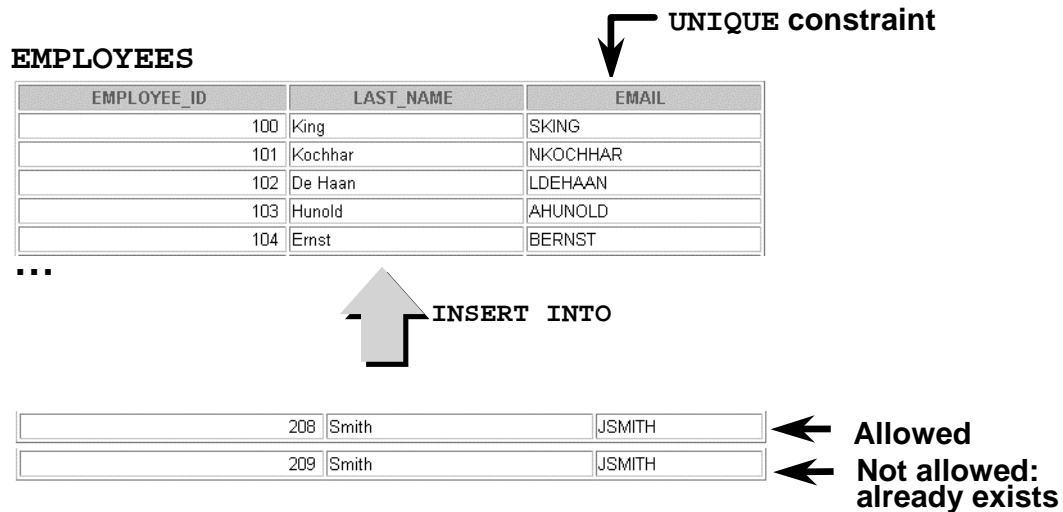 UNIQUE constraint
EMPLOYEES
EMPLOYEE_ID LAST_NAME EMAIL
100 King SKING
101 Kochhar NKOCHHAR
102 De Haan LDEHAAN
103 Hunold AHUNOLD
104 Ernst BERNST
…
INSERT INTO
208 Smith JSMITH Allowed
209 Smith JSMITH Not allowed:
already exists